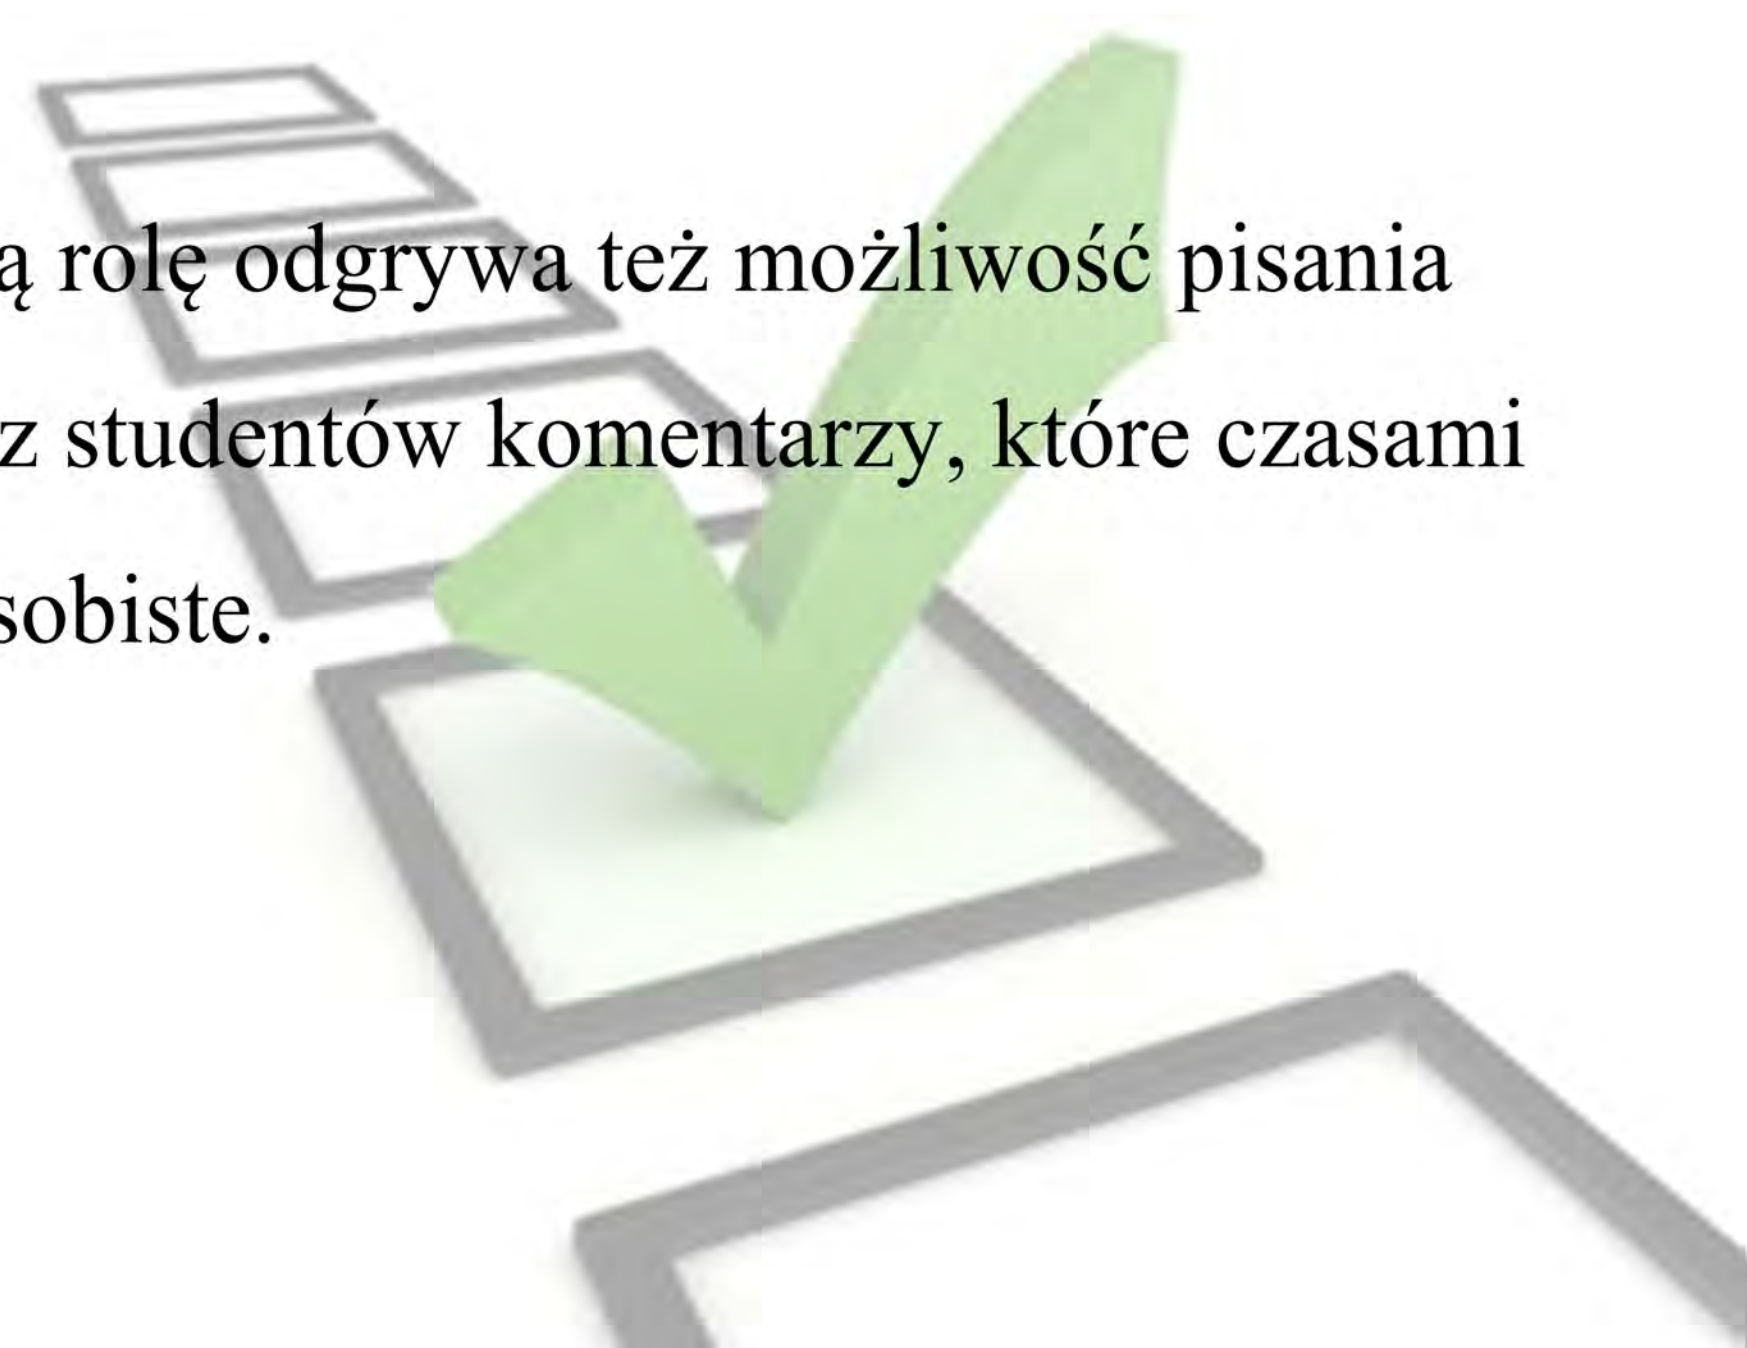 ą rolę odgrywa też możliwość pisania
z studentów komentarzy, które czasami
sobiste.